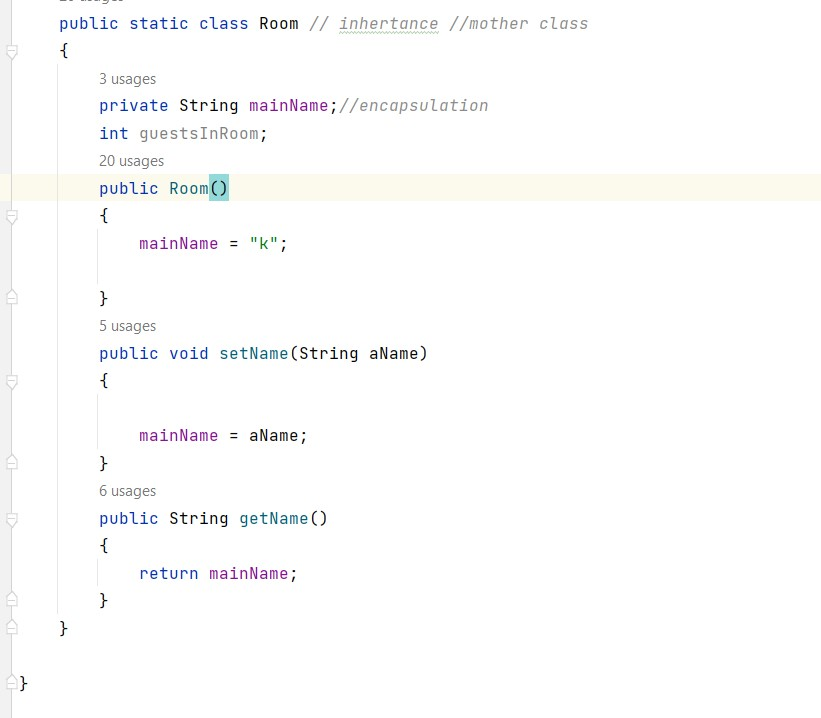 public static class Room // inhertance //mother class
{
3 usages
private String mainName;//encapsulation
int guestsInRoom;
20 usages
public Room()
{
mainName = "k";
}
5 usages
public void setName(String aName)
{
mainName = aName;
}
6 usages
public String getName()
{
return mainName;
}
}
}